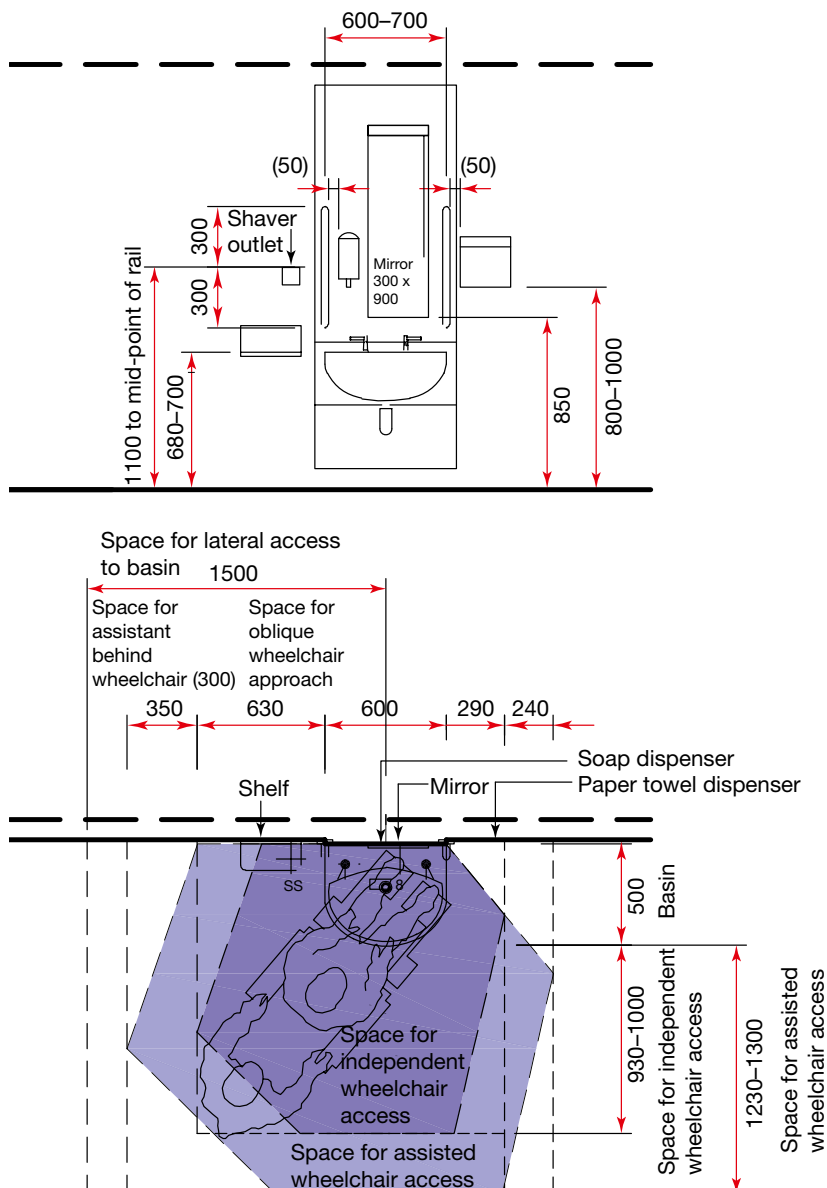 600–700
(50)
(50)
300
Shaver
outlet
Mirror
300 x
900
300
1100 to mid-point of rail
680–700
850
800–1000
Space for lateral access
to basin
1500
Space for
assistant
behind
wheelchair (300)
Space for
oblique
wheelchair
approach
350
630
600
290
240
Soap dispenser
Shelf
Mirror
Paper towel dispenser
SS
8
500
Basin
930–1000
Space for independent
wheelchair access
1230–1300
Space for assisted
wheelchair access
Space for
independent
wheelchair
access
Space for assisted
wheelchair access